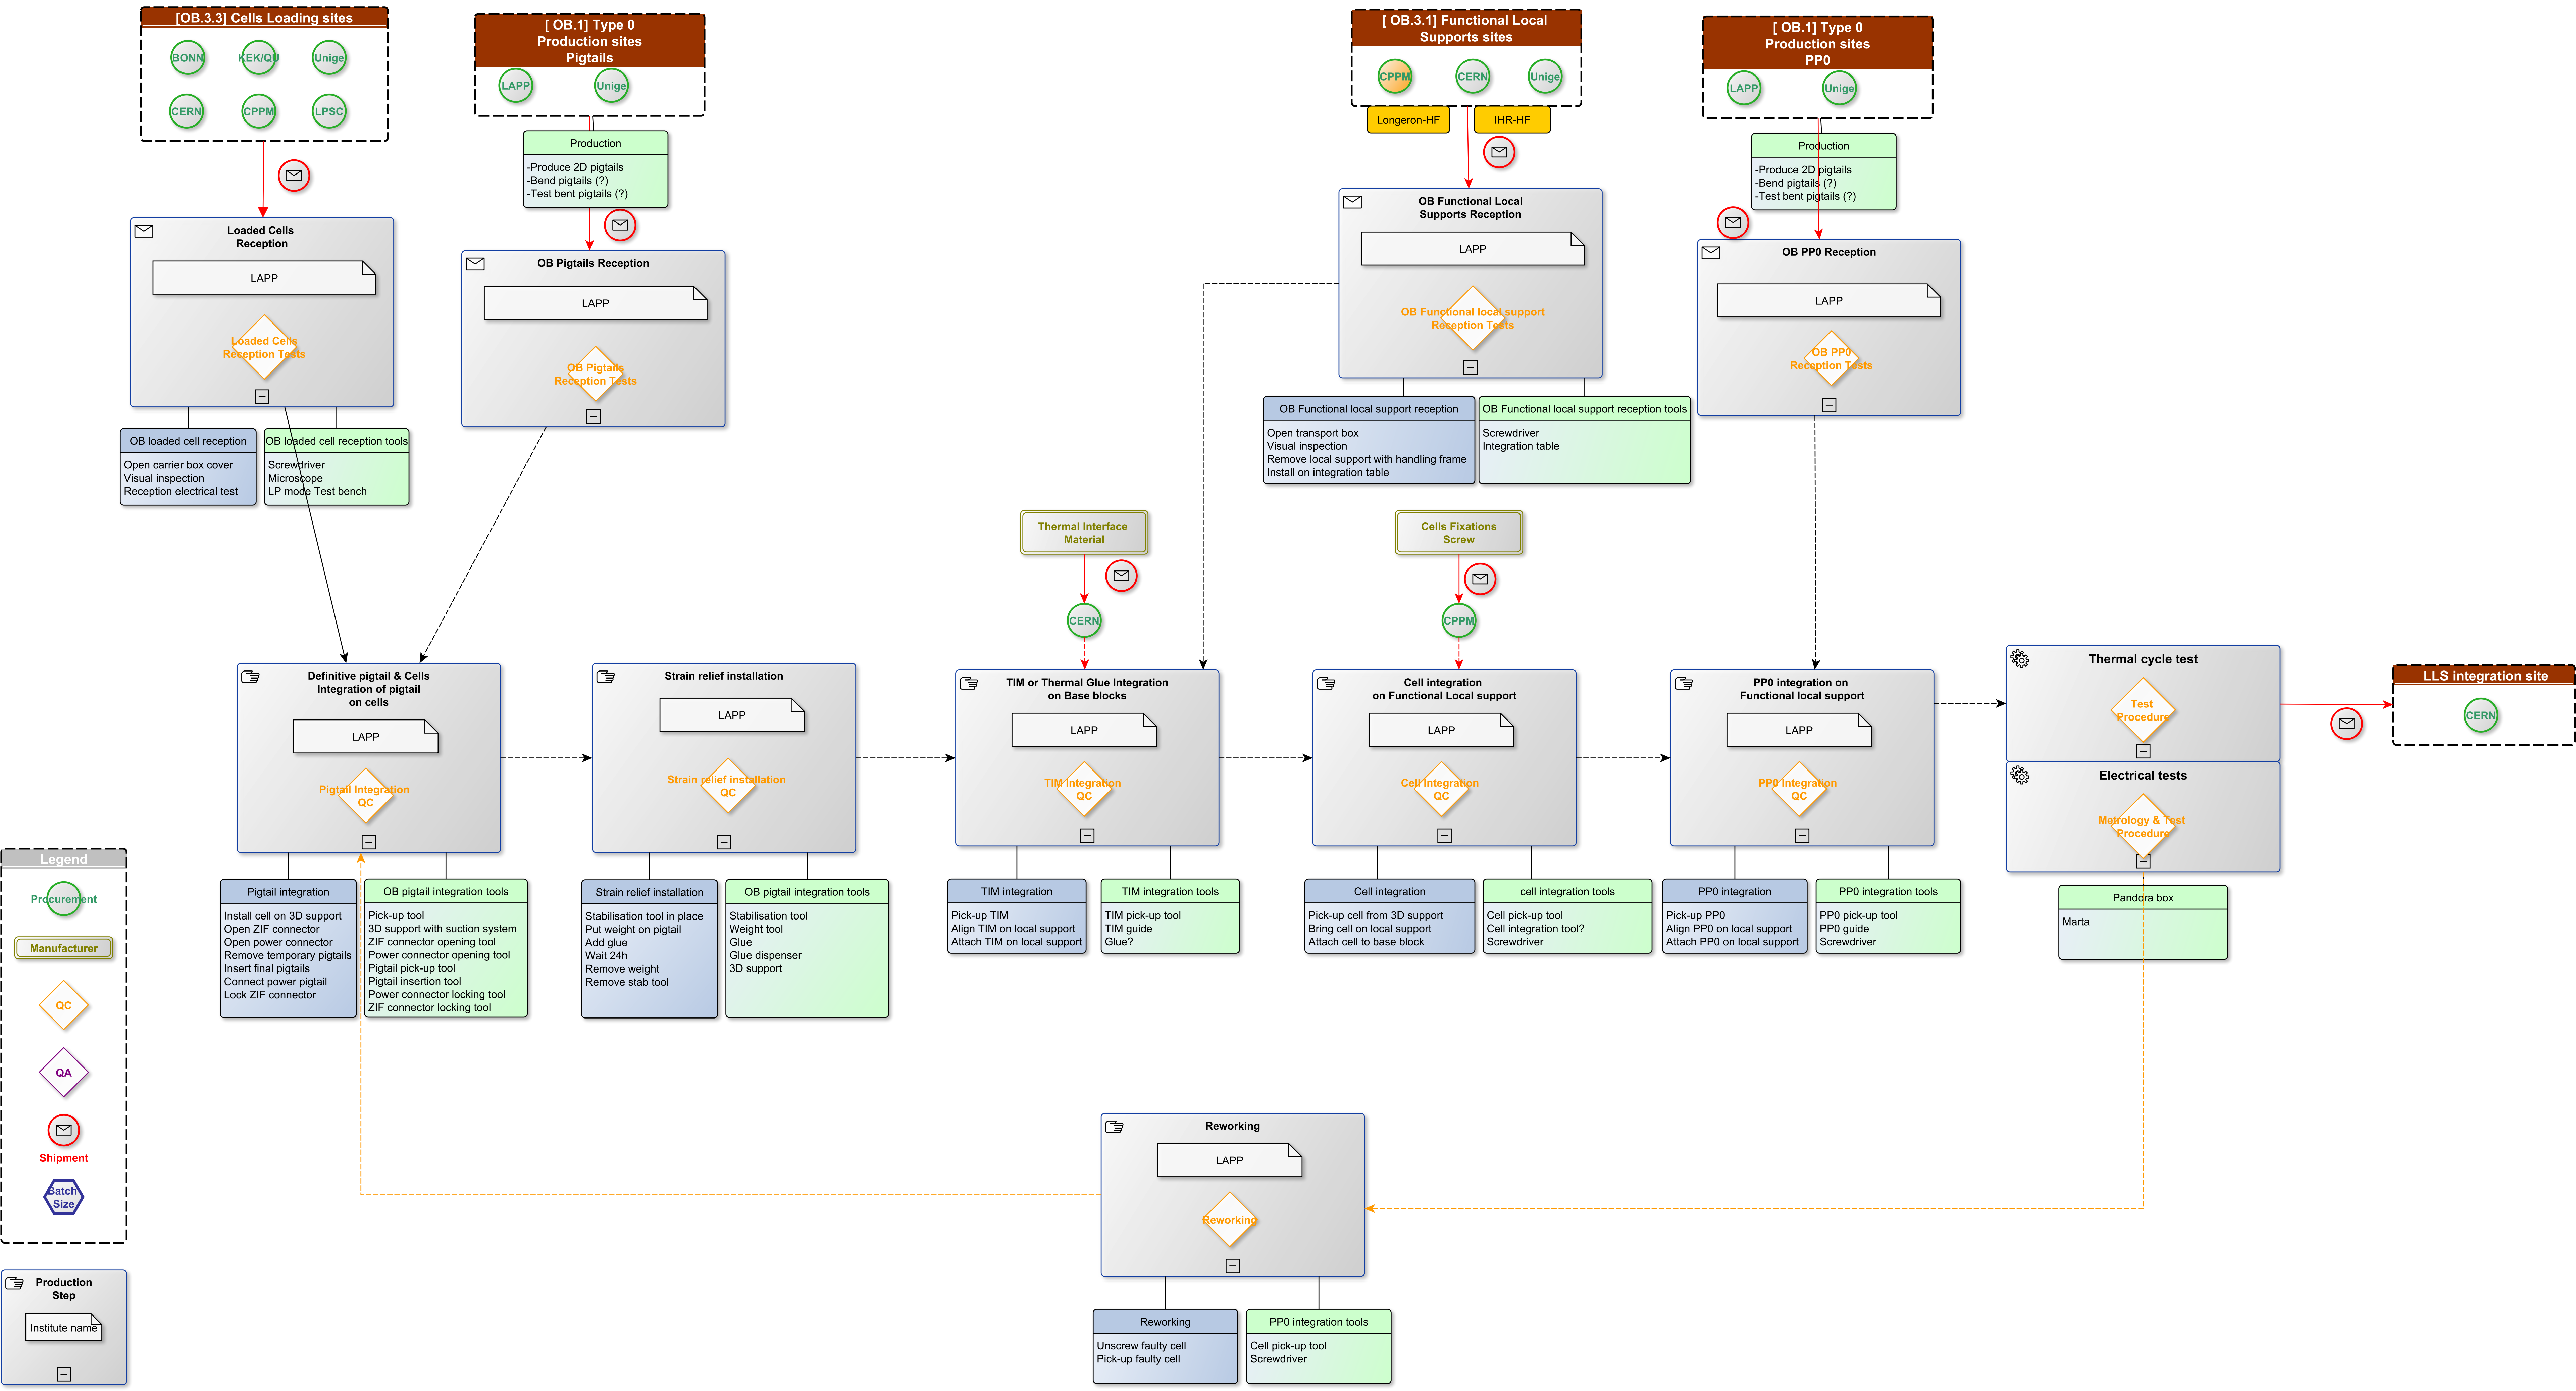 [OB.3.3] Cells Loading sites
BONN
KEK/QU
Unige
CERN
CPPM
LPSC
[ OB.1] Type 0
Production sites
Pigtails
LAPP
Unige
Production
-Produce 2D pigtails
-Bend pigtails (?)
-Test bent pigtails (?)
[ OB.3.1] Functional Local
Supports sites
CPPM
CERN
Unige
Longeron-HF
IHR-HF
[ OB.1] Type 0
Production sites
PP0
LAPP
Unige
Production
-Produce 2D pigtails
-Bend pigtails (?)
-Test bent pigtails (?)
Loaded Cells
Reception
LAPP
Loaded Cells
Reception Tests
OB loaded cell reception
Open carrier box cover
Visual inspection
Reception electrical test
OB loaded cell reception tools
Screwdriver
Microscope
LP mode Test bench
OB Pigtails Reception
LAPP
OB Pigtails
Reception Tests
OB Functional Local
Supports Reception
LAPP
OB Functional local support
Reception Tests
OB Functional local support reception
Open transport box
Visual inspection
Remove local support with handling frame
Install on integration table
OB Functional local support reception tools
Screwdriver
Integration table
OB PP0 Reception
LAPP
OB PP0
Reception Tests
Thermal Interface
Material
CERN
Cells Fixations
Screw
CPPM
Definitive pigtail & Cells
Integration of pigtail
on cells
LAPP
Pigtail Integration
QC
Pigtail integration
Install cell on 3D support
Open ZIF connector
Open power connector
Remove temporary pigtails
Insert final pigtails
Connect power pigtail
Lock ZIF connector
OB pigtail integration tools
Pick-up tool
3D support with suction system
ZIF connector opening tool
Power connector opening tool
Pigtail pick-up tool
Pigtail insertion tool
Power connector locking tool
ZIF connector locking tool
Strain relief installation
LAPP
Strain relief installation
QC
Strain relief installation
Stabilisation tool in place
Put weight on pigtail
Add glue
Wait 24h
Remove weight
Remove stab tool
OB pigtail integration tools
Stabilisation tool
Weight tool
Glue
Glue dispenser
3D support
TIM or Thermal Glue Integration
on Base blocks
LAPP
TIM Integration
QC
TIM integration
Pick-up TIM
Align TIM on local support
Attach TIM on local support
TIM integration tools
TIM pick-up tool
TIM guide
Glue?
Cell integration
on Functional Local support
LAPP
Cell Integration
QC
Cell integration
Pick-up cell from 3D support
Bring cell on local support
Attach cell to base block
cell integration tools
Cell pick-up tool
Cell integration tool?
Screwdriver
PP0 integration on
Functional local support
LAPP
PP0 Integration
QC
PP0 integration
Pick-up PP0
Align PP0 on local support
Attach PP0 on local support
PP0 integration tools
PP0 pick-up tool
PP0 guide
Screwdriver
Thermal cycle test
Test
Procedure
Electrical tests
Metrology & Test
Procedure
Pandora box
Marta
LLS integration site
CERN
Legend
Procurement
Manufacturer
QC
QA
Shipment
Batch
Size
Production
Step
Institute name
Reworking
LAPP
Reworking
Reworking
Unscrew faulty cell
Pick-up faulty cell
PP0 integration tools
Cell pick-up tool
Screwdriver